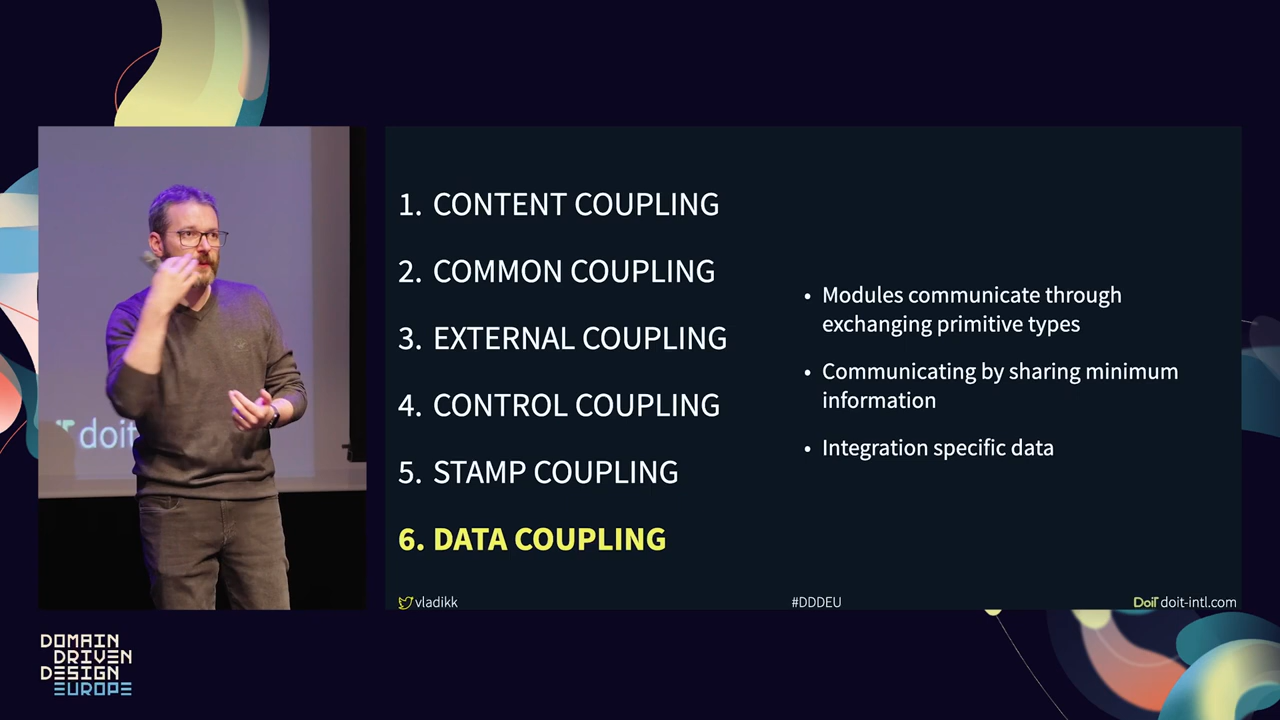 1. CONTENT COUPLING
2. COMMON COUPLING
3. EXTERNAL COUPLING
4. CONTROL COUPLING
5. STAMP COUPLING
6. DATA COUPLING
• Modules communicate through
exchanging primitive types
• Communicating by sharing minimum
information
• Integration specific data
doit
vladikk
#DDDEU
DoiT doit-intl.com
DOMAIN
DRIVEN
DESIGN
EUROPE